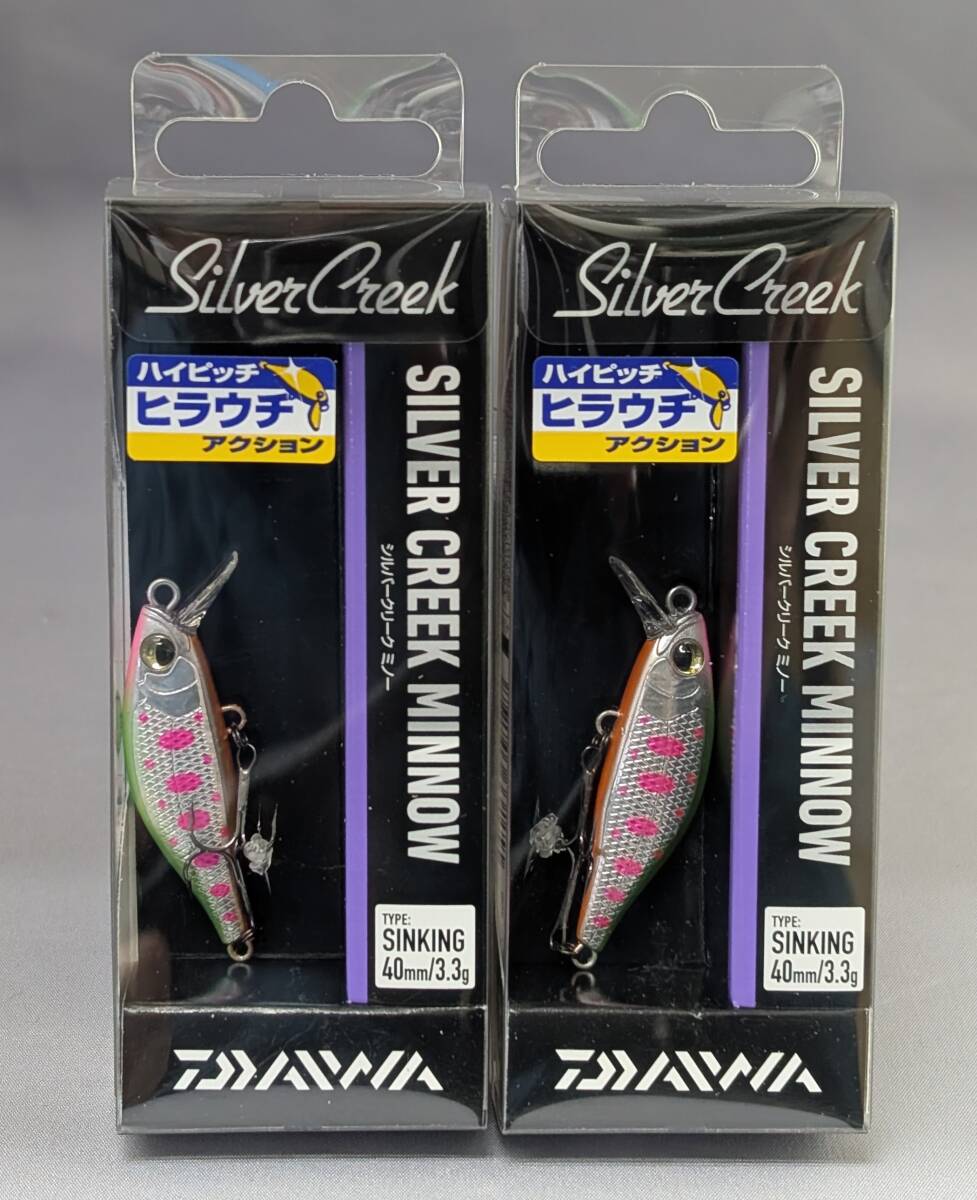 Silver Creek
ハイピッチ
ヒラウチ
アクション
SILVER CREEK MINNOW
シルバークリーク ミノー
TYPE:
SINKING
40mm/3.3g
DAIWA
Silver Creek
ハイピッチ
ヒラウチ
アクション
SILVER CREEK MINNOW
シルバークリーク ミノー
TYPE:
SINKING
40mm/3.3g
DAIWA